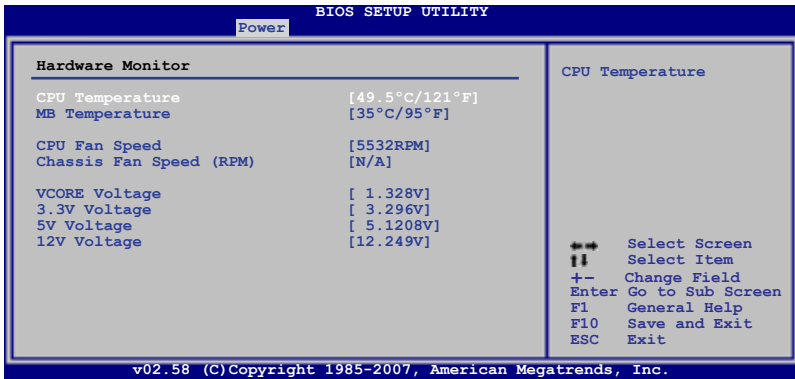 BIOS SETUP UTILITY
Power
Hardware Monitor
CPU Temperature [49.5°C/121°F]
MB Temperature [35°C/95°F]
CPU Fan Speed [5532RPM]
Chassis Fan Speed (RPM) [N/A]
VCORE Voltage [ 1.328V]
3.3V Voltage [ 3.296V]
5V Voltage [ 5.1208V]
12V Voltage [12.249V]
CPU Temperature
←→ Select Screen
↑↓ Select Item
+- Change Field
Enter Go to Sub Screen
F1 General Help
F10 Save and Exit
ESC Exit
v02.58 (C)Copyright 1985-2007, American Megatrends, Inc.